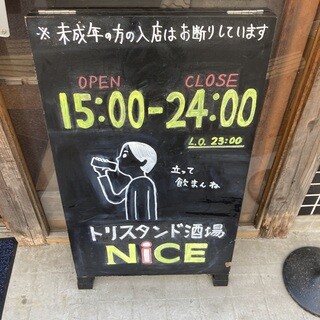 ※未成年の方の入店はお断りしています
OPEN CLOSE
15:00-24:00
L.O. 23:00
立って
飲まんね
トリスタンド酒場
NiCE